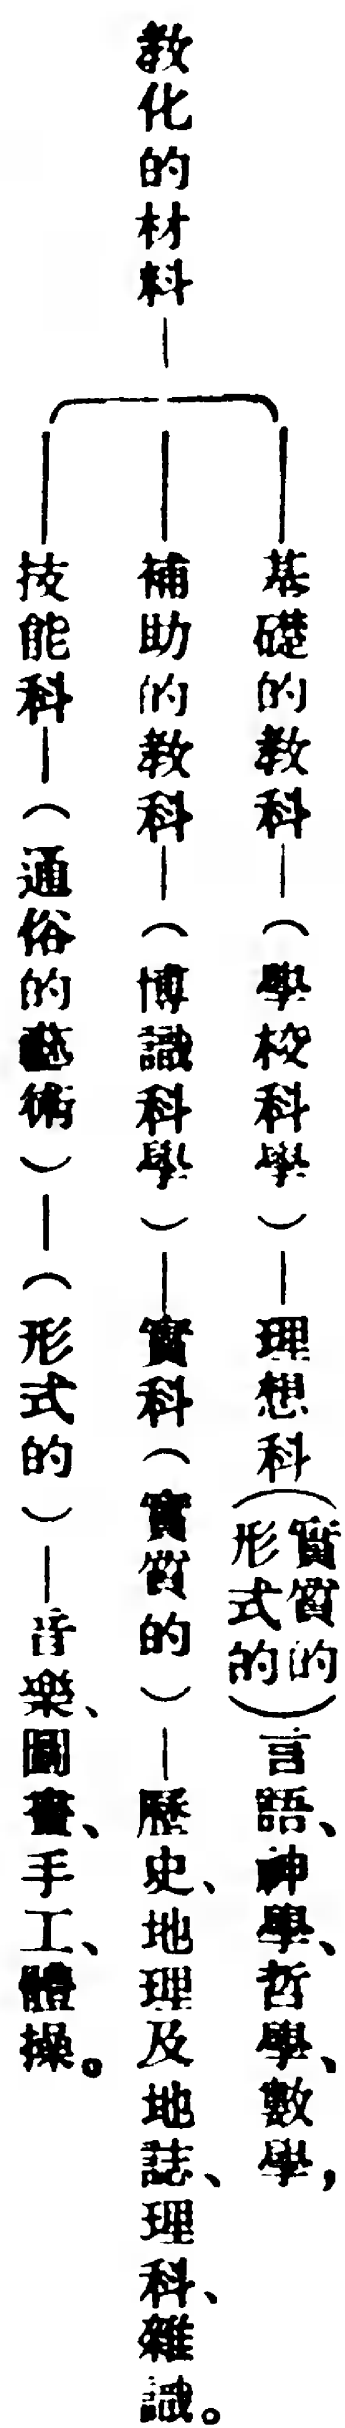 教化的材料—
—基礎的教科—（學校科學）—理想科（實質的形式的）言語、神學、哲學、數學，
—補助的教科—（博識科學）—實科（實質的）—歷史、地理及地誌、理科、雜識。
—技能科—（通俗的藝術）—（形式的）—音樂、圖畫、手工、體操。